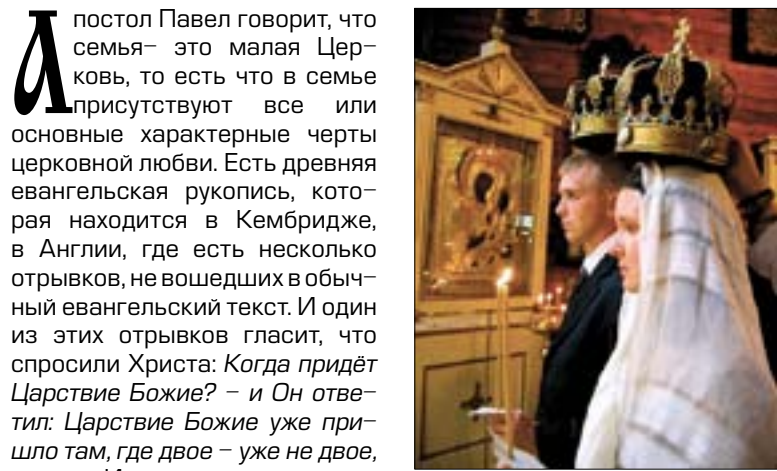 Апостол Павел говорит, что
семья– это малая Цер–
ковь, то есть что в семье
присутствуют все или
основные характерные черты
церковной любви. Есть древняя
евангельская рукопись, кото–
рая находится в Кембридже,
в Англии, где есть несколько
отрывков, не вошедших в обыч–
ный евангельский текст. И один
из этих отрывков гласит, что
спросили Христа: Когда придёт
Царствие Божие? – и Он отве–
тил: Царствие Божие уже при–
шло там, где двое – уже не двое,